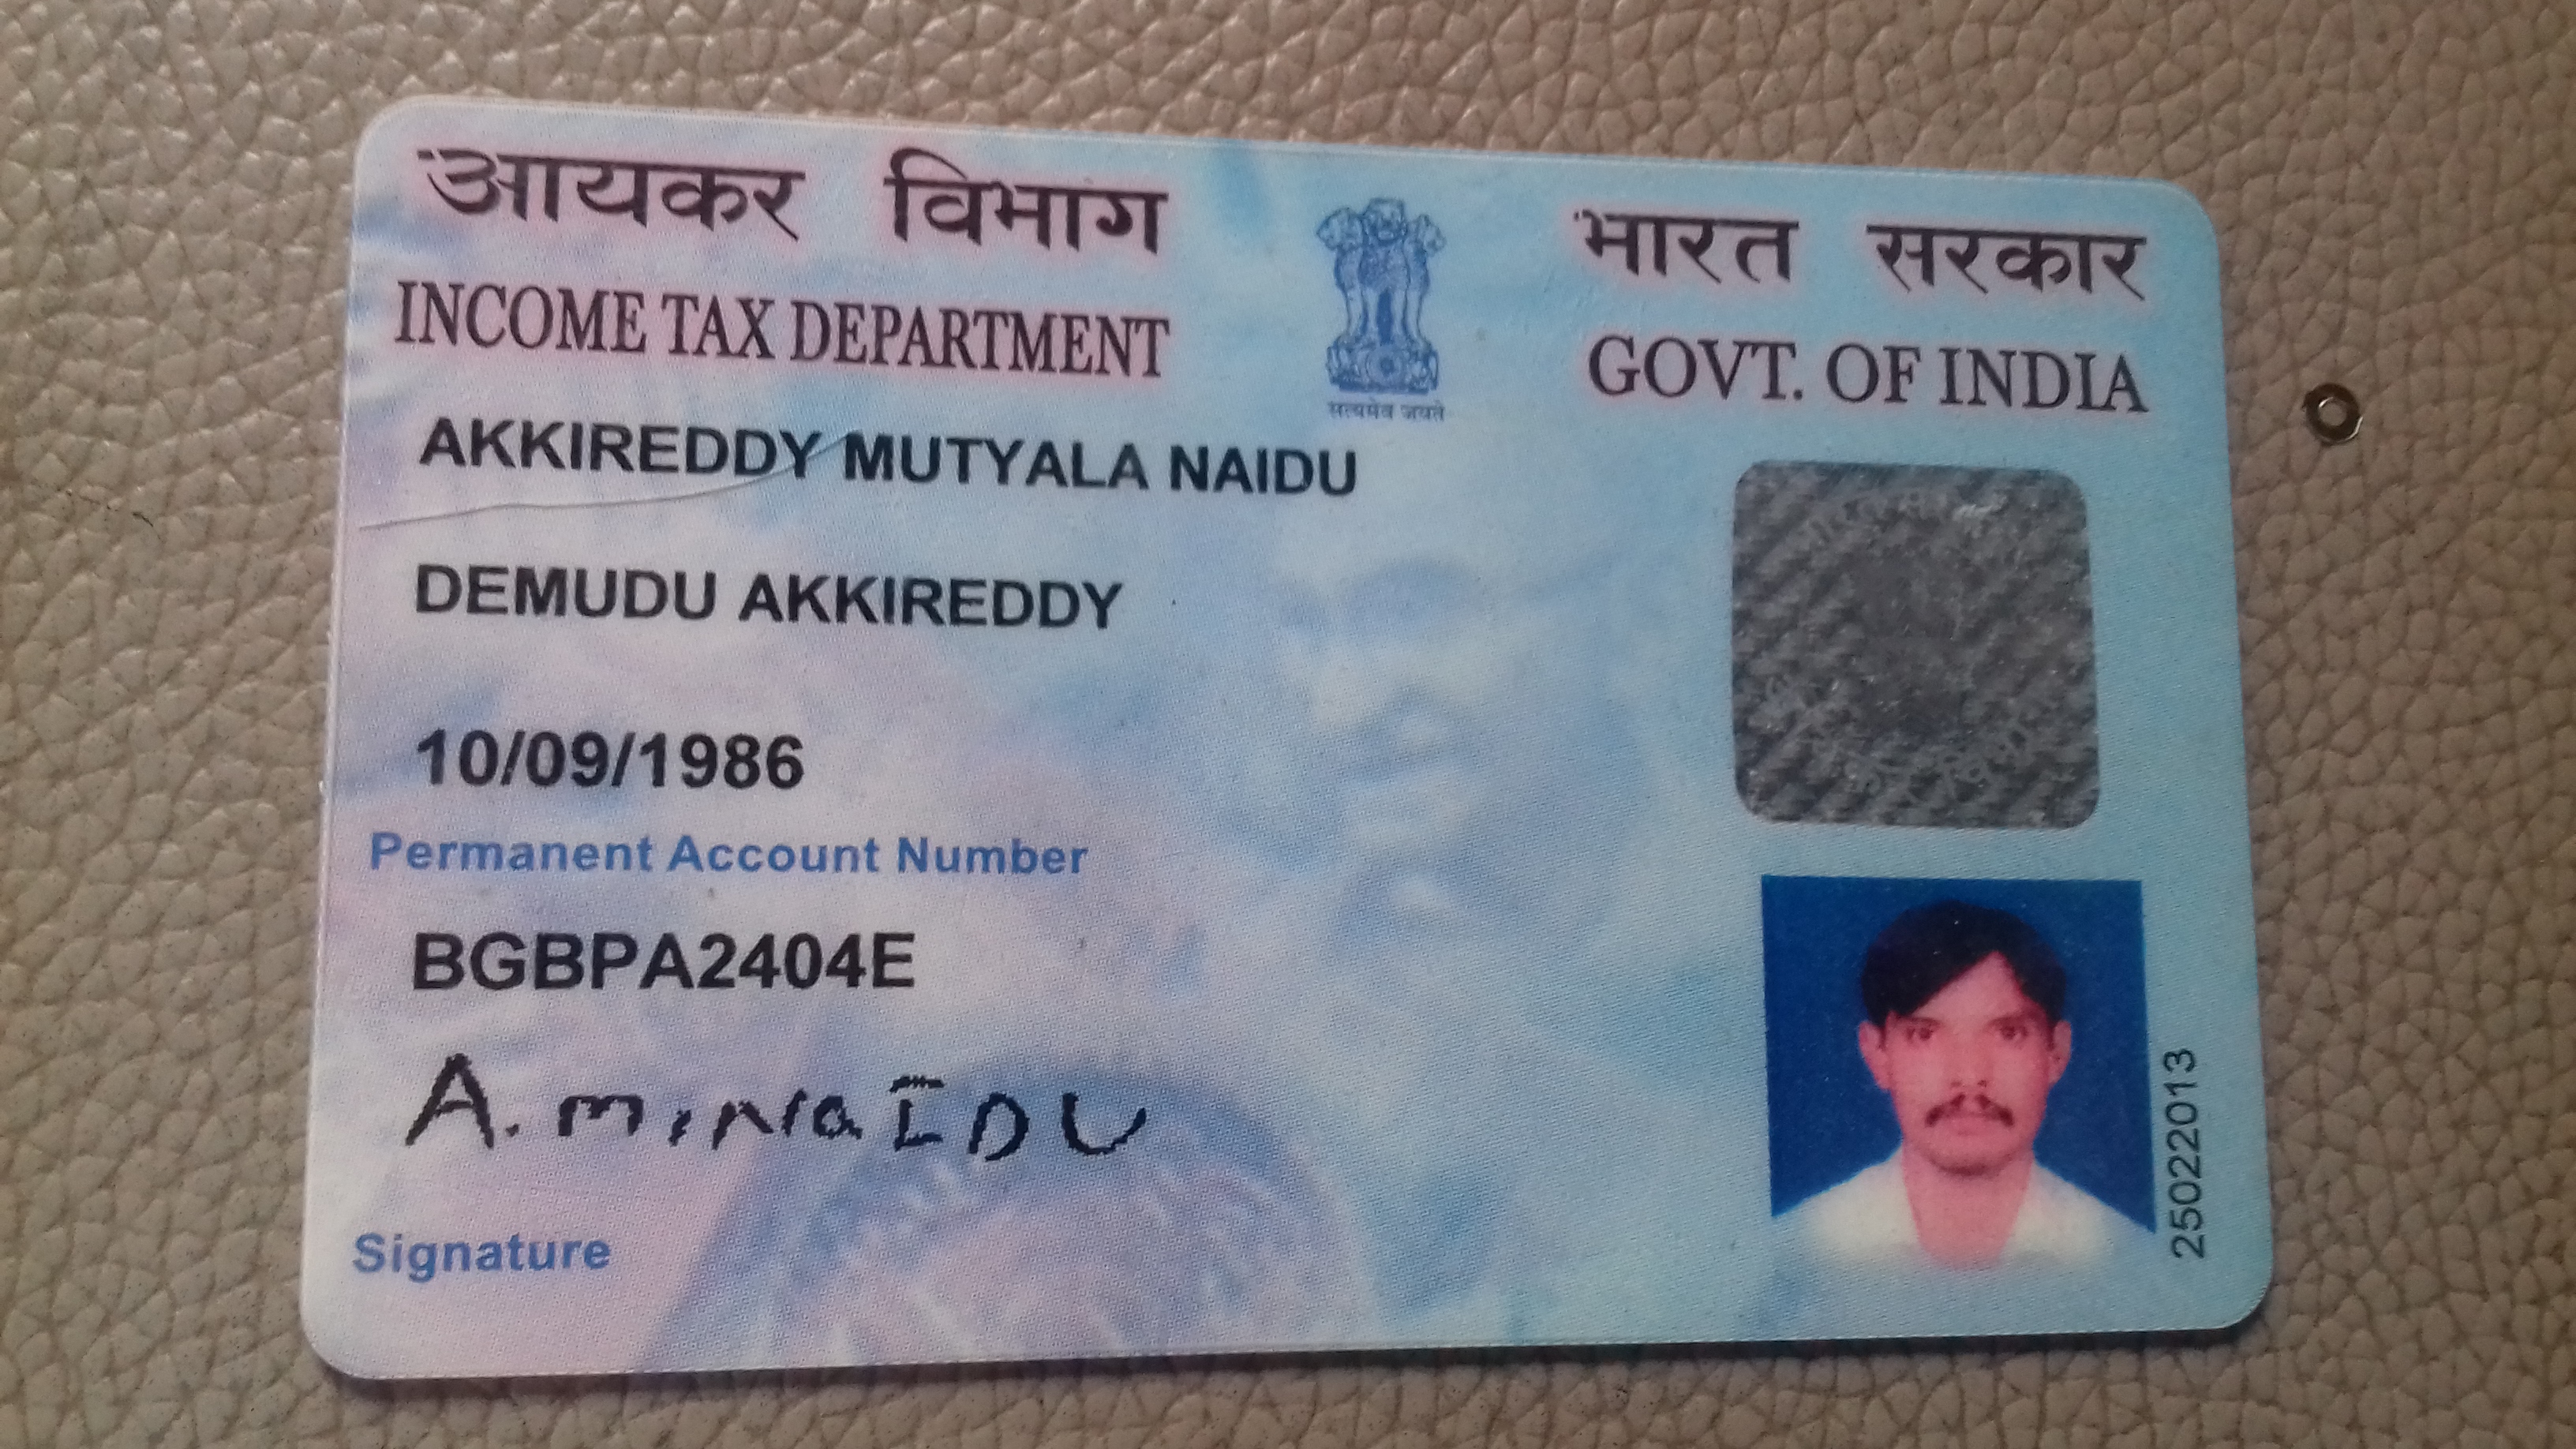 आयकर विभाग
INCOME TAX DEPARTMENT
भारत सरकार
GOVT. OF INDIA
सत्यमेव जयते
AKKIREDDY MUTYALA NAIDU
DEMUDU AKKIREDDY
10/09/1986
Permanent Account Number
BGBPA2404E
Signature
25022013